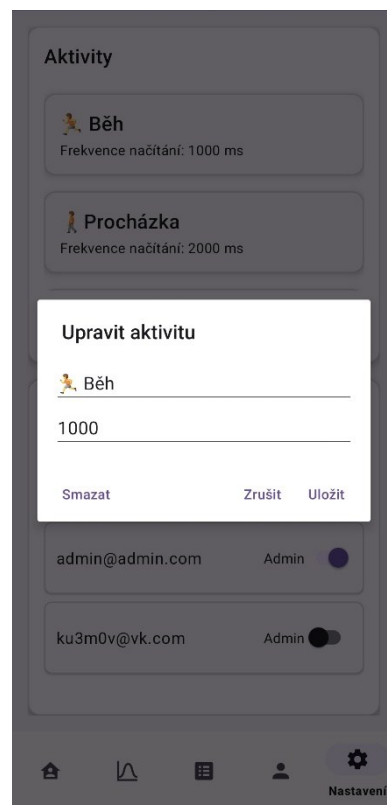 Aktivity
🏃 Běh
Frekvence načítání: 1000 ms
🚶 Procházka
Frekvence načítání: 2000 ms
Upravit aktivitu
🏃 Běh
1000
Smazat Zrušit Uložit
admin@admin.com Admin
ku3m0v@vk.com Admin
Nastavení